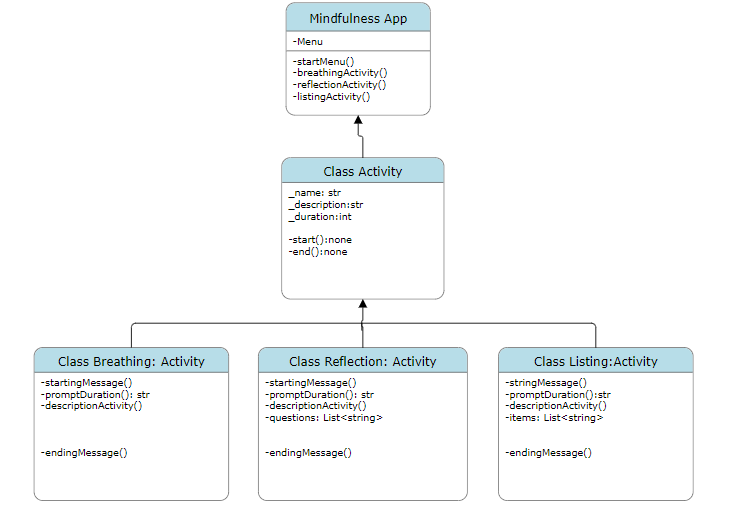 Mindfulness App
-Menu
-startMenu()
-breathingActivity()
-reflectionActivity()
-listingActivity()
Class Activity
_name: str
_description:str
_duration:int
-start():none
-end():none
Class Breathing: Activity
-startingMessage()
-promptDuration(): str
-descriptionActivity()
-endingMessage()
Class Reflection: Activity
-startingMessage()
-promptDuration(): str
-descriptionActivity()
-questions: List<string>
-endingMessage()
Class Listing:Activity
-stringMessage()
-promptDuration():str
-descriptionActivity()
-items: List<string>
-endingMessage()